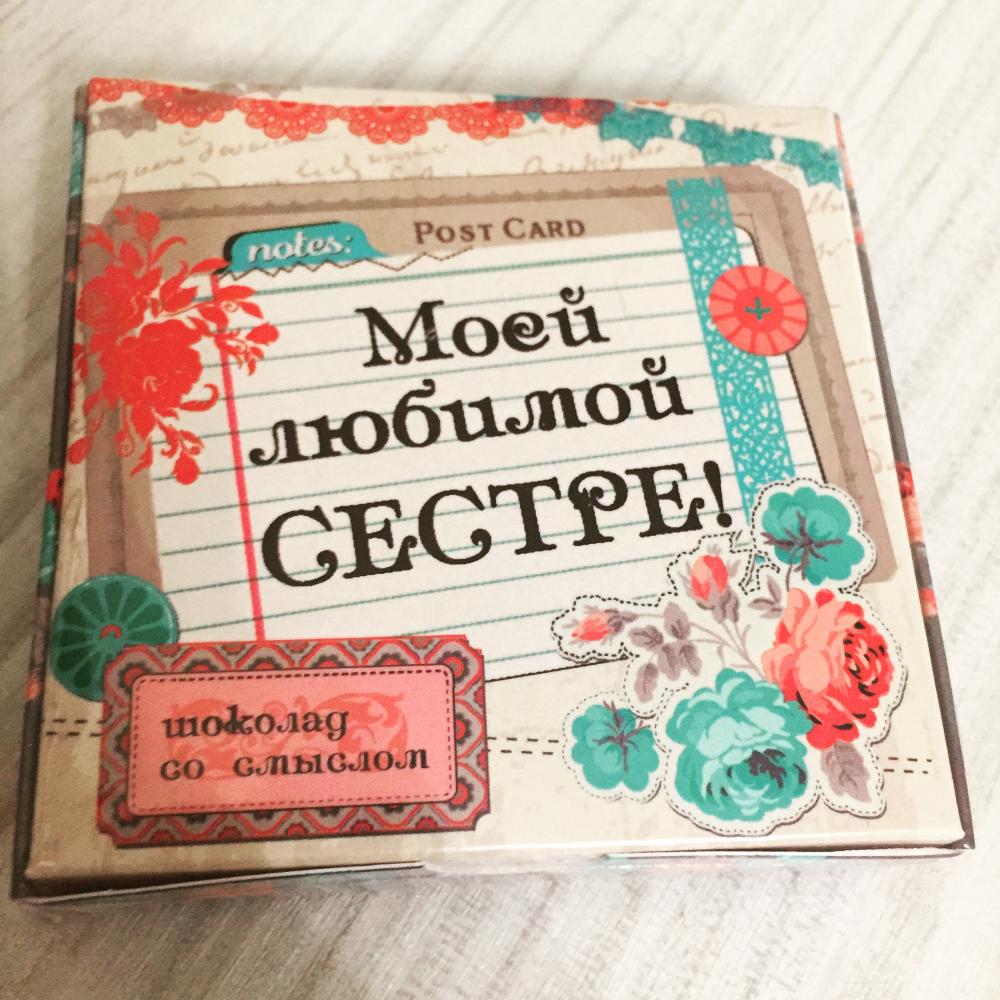 notes:
POST CARD
Моей
любимой
СЕСТРЕ!
шоколад
со смыслом